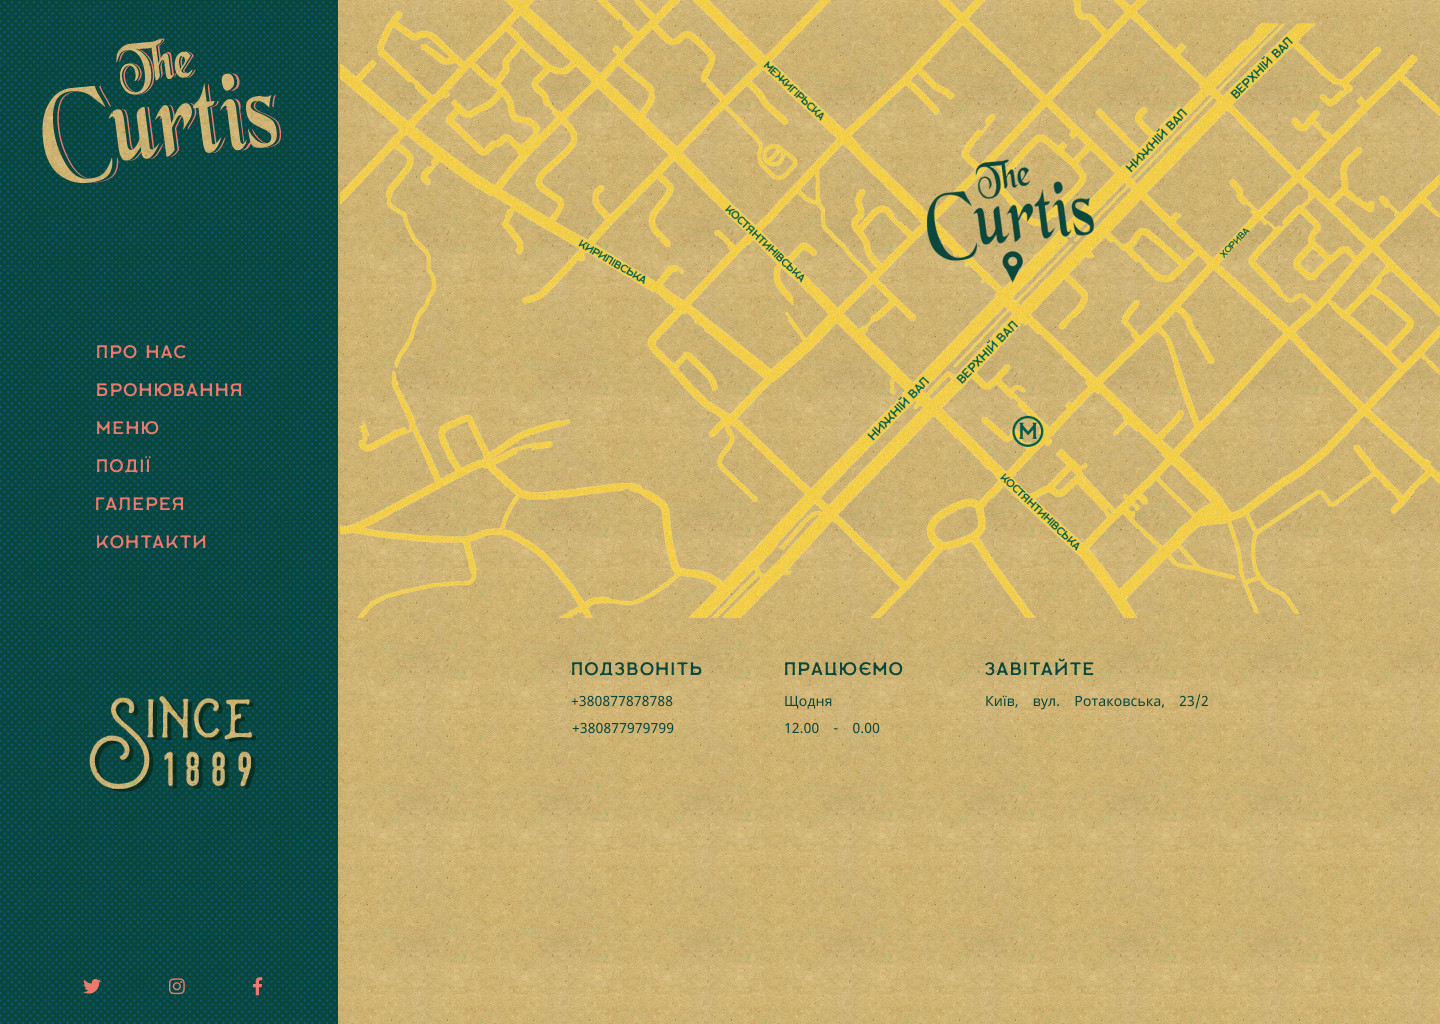 The
Curtis
ПРО НАС
БРОНЮВАННЯ
МЕНЮ
ПОДІЇ
ГАЛЕРЕЯ
КОНТАКТИ
SINCE
1889
МЕЖИГІРЬСКА
ВЕРХНІЙ ВАЛ
НИЖНІЙ ВАЛ
The
Curtis
КОСТЯНТИНІВСЬКА
КИРИЛІВСЬКА
ХОРИВА
ВЕРХНІЙ ВАЛ
НИЖНІЙ ВАЛ
М
КОСТЯНТИНІВСЬКА
ПОДЗВОНІТЬ
+380877878788
+380877979799
ПРАЦЮЄМО
Щодня
12.00 - 0.00
ЗАВІТАЙТЕ
Київ, вул. Ротаковська, 23/2